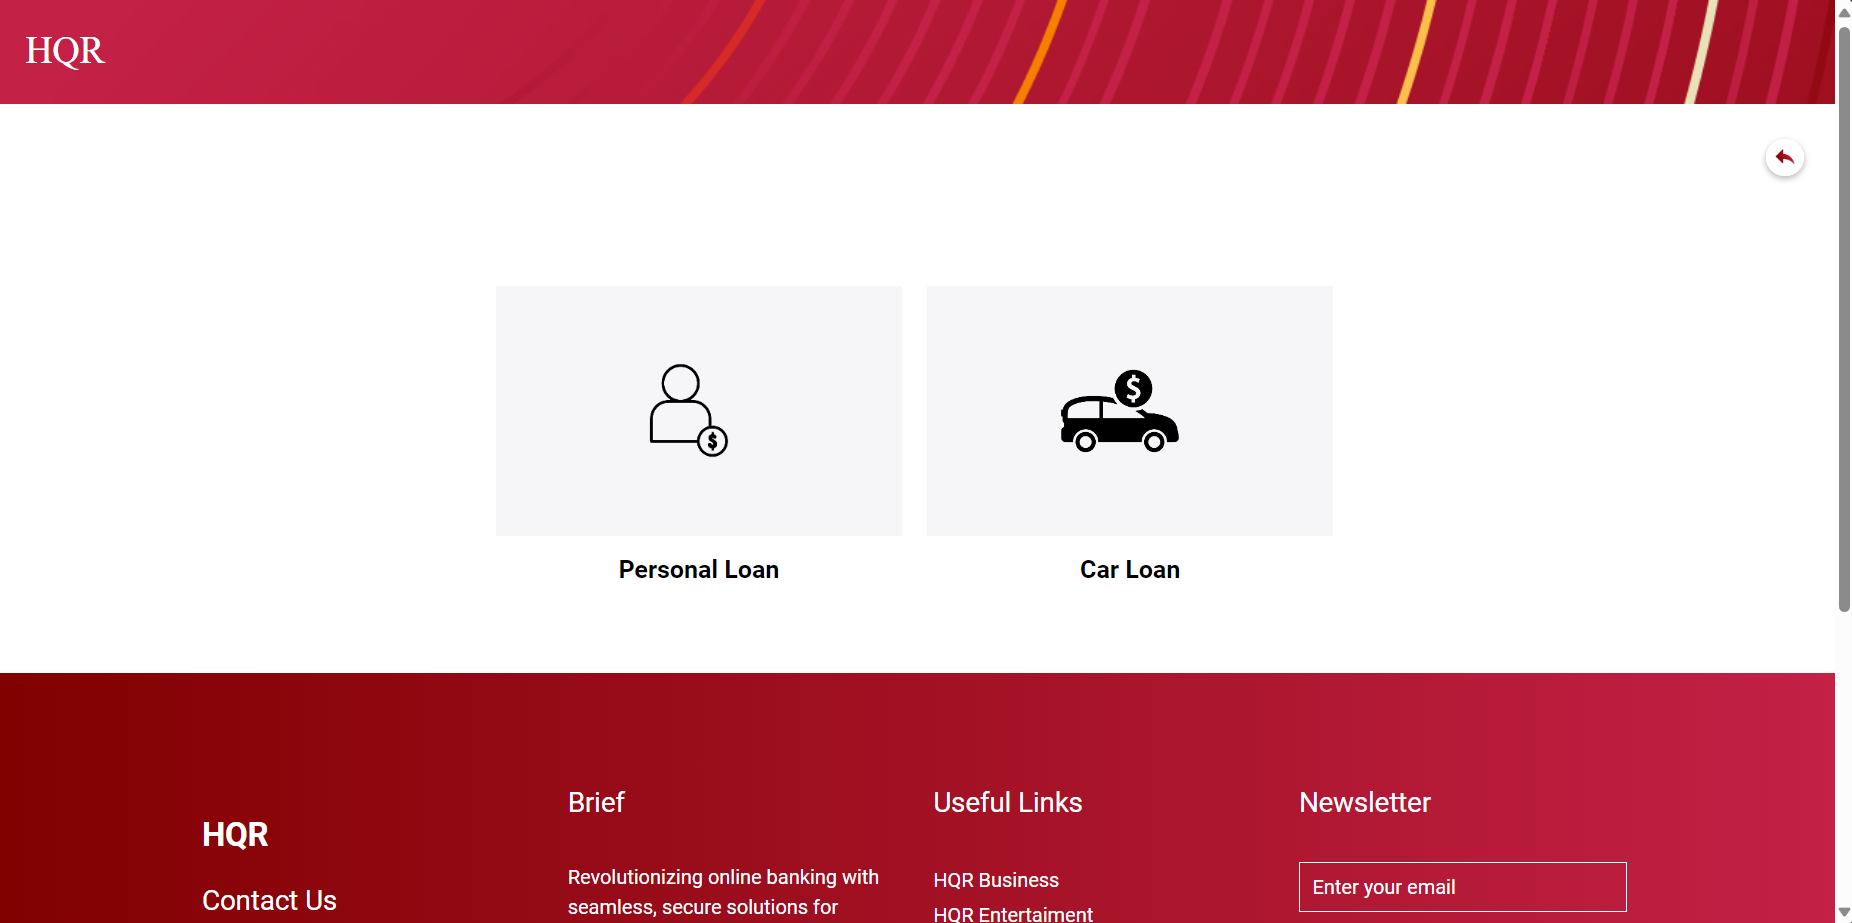 HQR
$
$
Personal Loan
Car Loan
HQR
Contact Us
Brief
Revolutionizing online banking with
seamless, secure solutions for
Useful Links
HQR Business
HQR Entertaiment
Newsletter
Enter your email